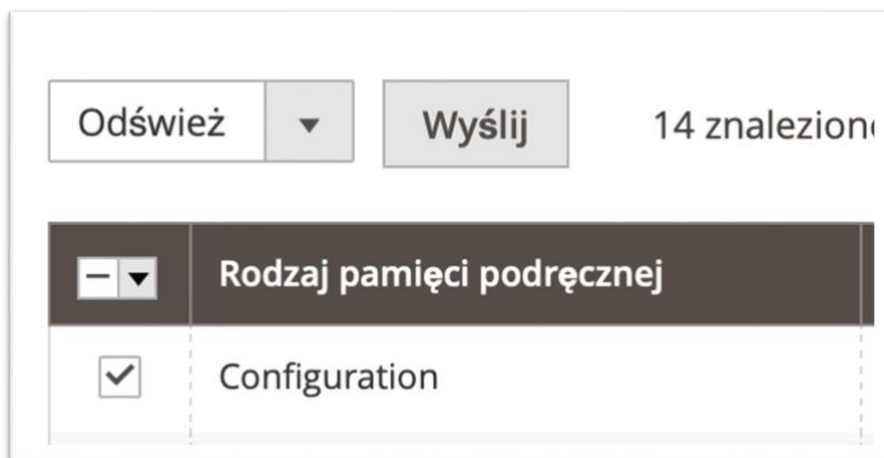 Odśwież Wyślij 14 znalezion
Rodzaj pamięci podręcznej
Configuration